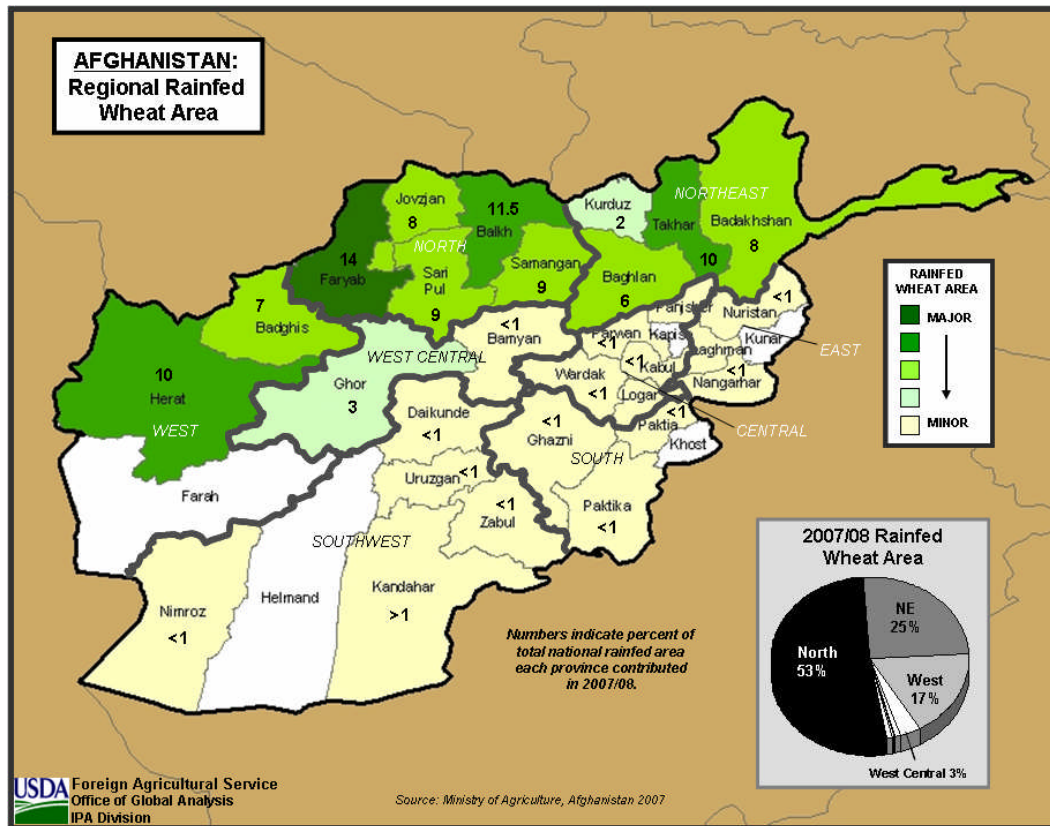 AFGHANISTAN:
Regional Rainfed
Wheat Area
Jovzjan
8
11.5
Balkh
NORTH
14
Faryab
Sari
Pul
9
Samangan
9
Kurduz
2
NORTHEAST
Takhar
10
Badakhshan
8
Baghlan
6
7
Badghis
10
Herat
WEST
WEST CENTRAL
Ghor
3
<1
Bamyan
Panjsher
Parwan
<1
Kapis
<1
Nuristan
Kunar
EAST
Laghman
<1
Nangarhar
<1
Kabul
Wardak
<1
Logar
<1
Paktia
CENTRAL
Khost
Daikunde
<1
<1
Ghazni
SOUTH
Uruzgan
<1
<1
Zabul
Paktika
<1
Farah
SOUTHWEST
Nimroz
<1
Helmand
Kandahar
>1
RAINFED
WHEAT AREA
MAJOR
MINOR
Numbers indicate percent of
total national rainfed area
each province contributed
in 2007/08.
2007/08 Rainfed
Wheat Area
NE
25%
North
53%
West
17%
West Central 3%
USDA
Foreign Agricultural Service
Office of Global Analysis
IPA Division
Source: Ministry of Agriculture, Afghanistan 2007